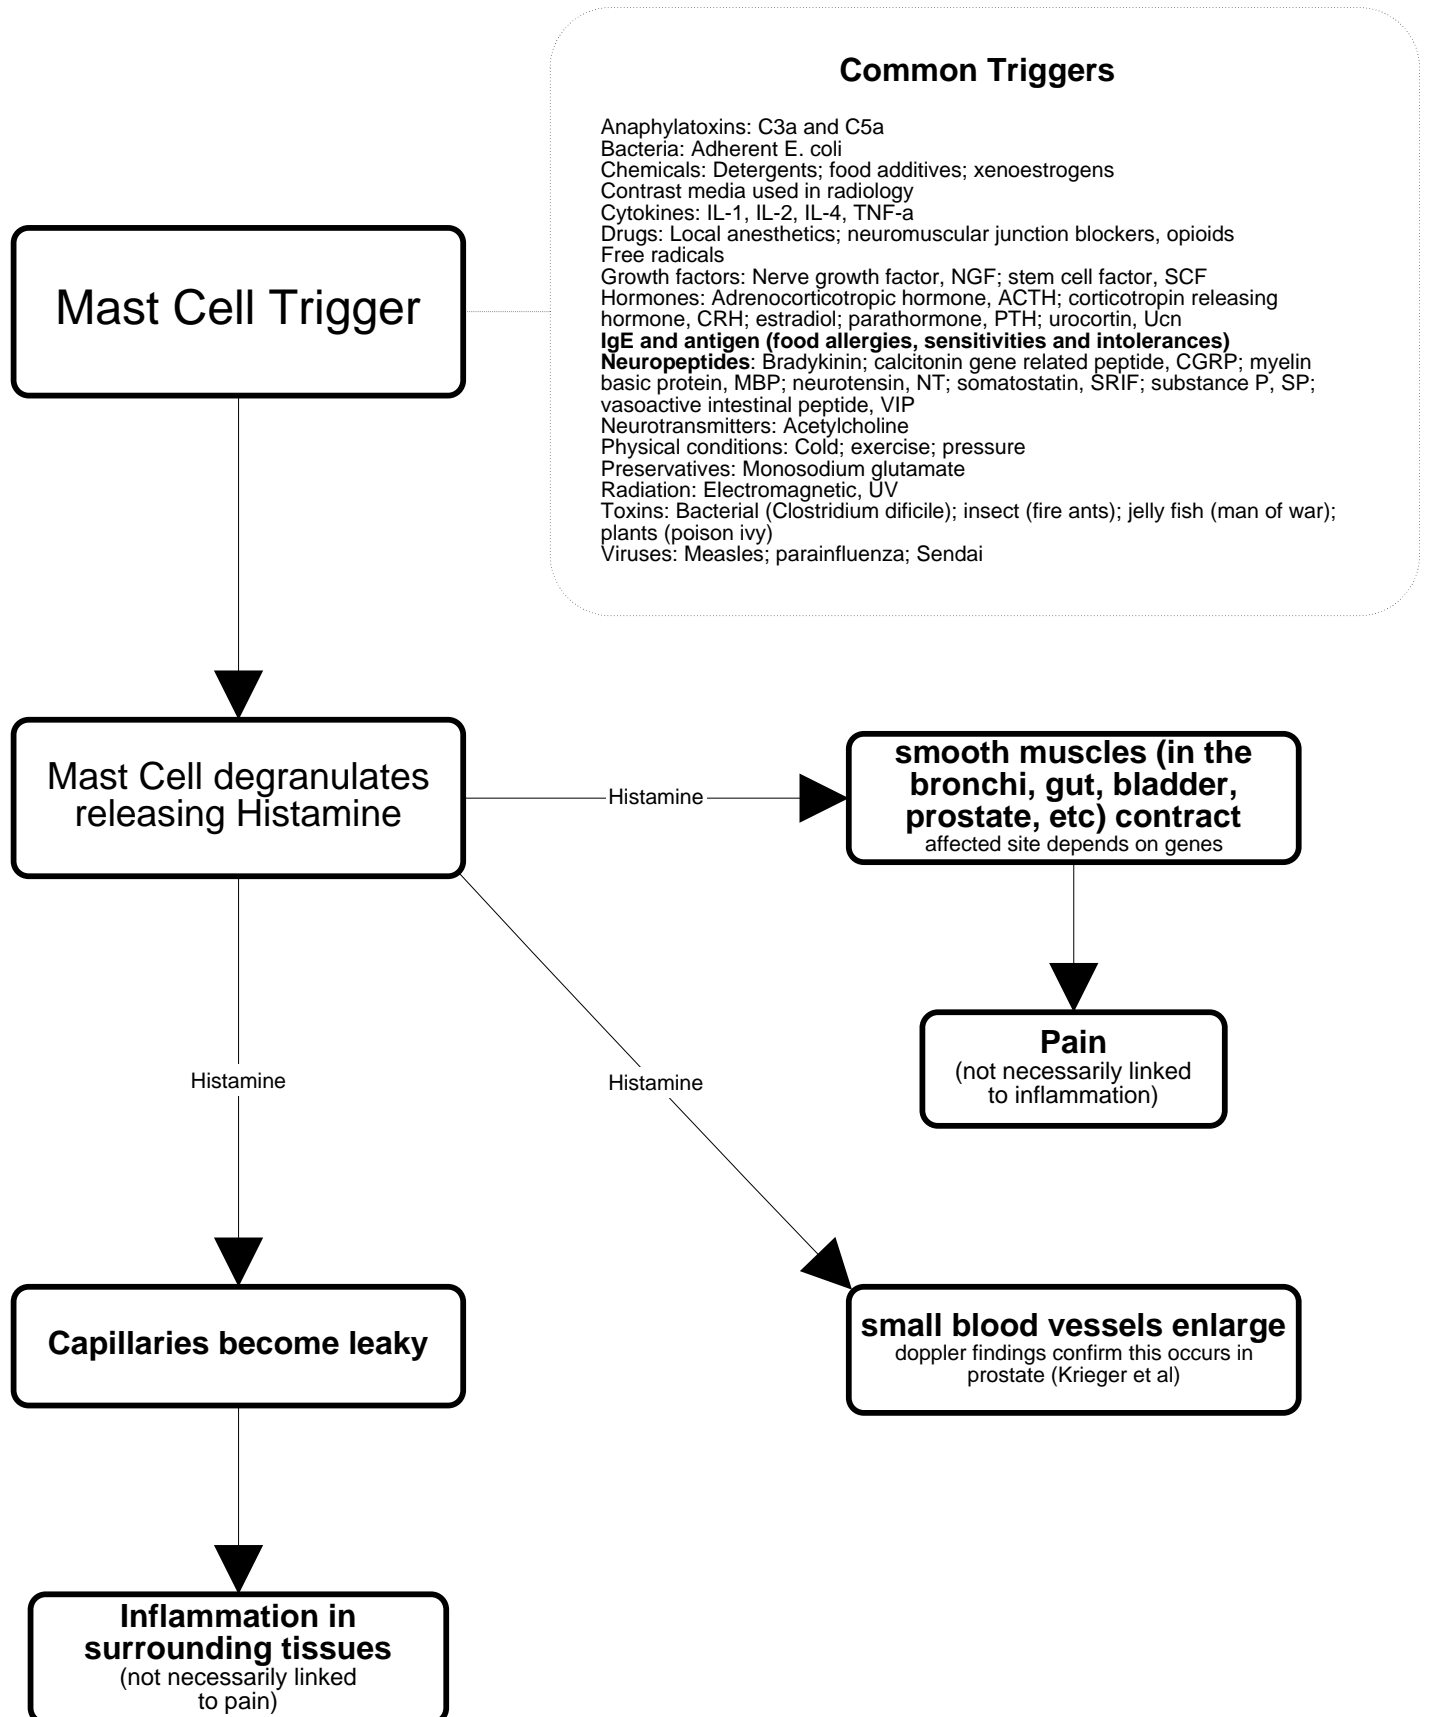 Common Triggers
Anaphylatoxins: C3a and C5a
Bacteria: Adherent E. coli
Chemicals: Detergents; food additives; xenoestrogens
Contrast media used in radiology
Cytokines: IL-1, IL-2, IL-4, TNF-a
Drugs: Local anesthetics; neuromuscular junction blockers, opioids
Free radicals
Growth factors: Nerve growth factor, NGF; stem cell factor, SCF
Hormones: Adrenocorticotropic hormone, ACTH; corticotropin releasing
hormone, CRH; estradiol; parathormone, PTH; urocortin, Ucn
IgE and antigen (food allergies, sensitivities and intolerances)
Neuropeptides: Bradykinin; calcitonin gene related peptide, CGRP; myelin
basic protein, MBP; neurotensin, NT; somatostatin, SRIF; substance P, SP;
vasoactive intestinal peptide, VIP
Neurotransmitters: Acetylcholine
Physical conditions: Cold; exercise; pressure
Preservatives: Monosodium glutamate
Radiation: Electromagnetic, UV
Toxins: Bacterial (Clostridium dificile); insect (fire ants); jelly fish (man of war);
plants (poison ivy)
Viruses: Measles; parainfluenza; Sendai
Mast Cell Trigger
Mast Cell degranulates
releasing Histamine
Histamine
smooth muscles (in the
bronchi, gut, bladder,
prostate, etc) contract
affected site depends on genes
Pain
(not necessarily linked
to inflammation)
Histamine
Histamine
Capillaries become leaky
small blood vessels enlarge
doppler findings confirm this occurs in
prostate (Krieger et al)
Inflammation in
surrounding tissues
(not necessarily linked
to pain)